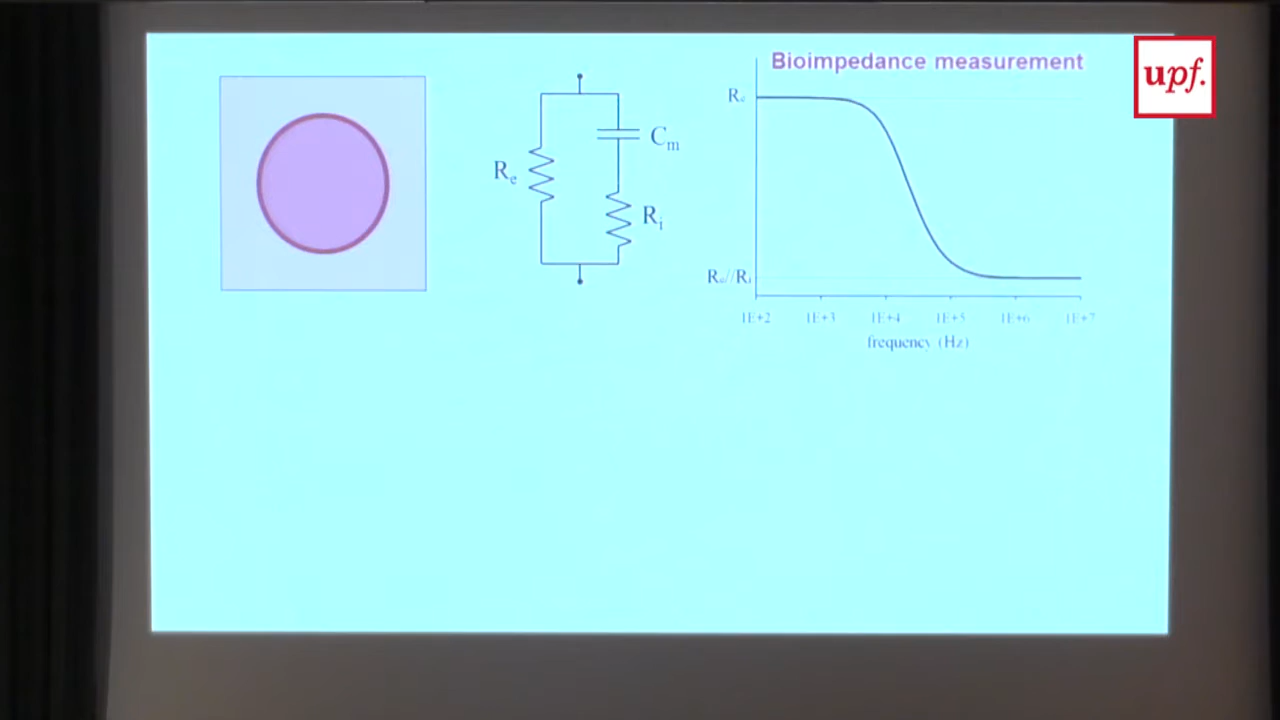 Bioimpedance measurement
upf.
Re
Cm
Re
Ri
Re//Ri
1E+2 1E+3 1E+4 1E+5 1E+6 1E+7
frequency (Hz)